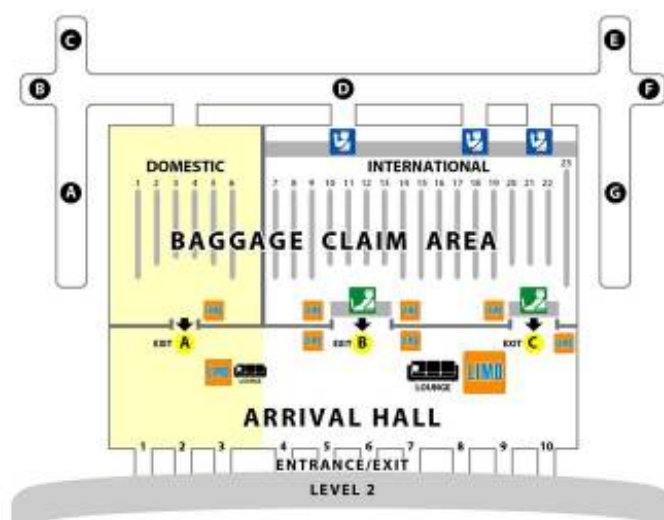 C
E
B
D
F
A
G
DOMESTIC
INTERNATIONAL
1 2 3 4 5 6 7 8 9 10 11 12 13 14 15 16 17 18 19 20 21 22 23
BAGGAGE CLAIM AREA
EXIT A
EXIT B
EXIT C
LIMO
LOUNGE
LOUNGE
LIMO
ARRIVAL HALL
1 2 3 4 5 6 7 8 9 10
ENTRANCE/EXIT
LEVEL 2